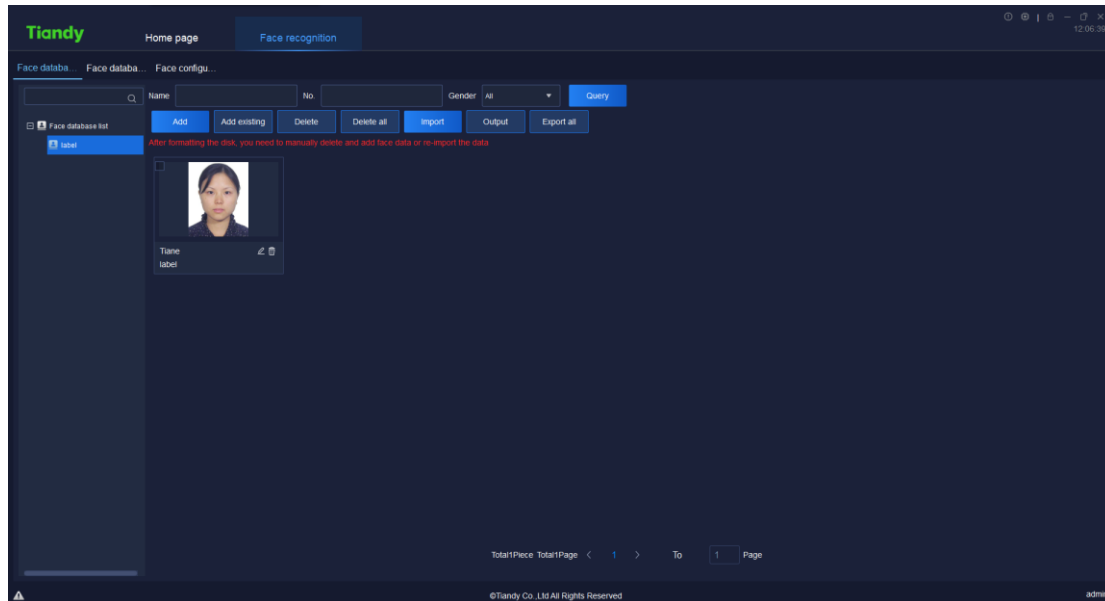 12:06:39
Tiandy Home page Face recognition
Face databa... Face databa... Face configu...
Name No. Gender All Query
Add Add existing Delete Delete all Import Output Export all
Face database list
label
After formatting the disk, you need to manually delete and add face data or re-import the data
Tiane
label
Total1Piece Total1Page < 1 > To 1 Page
©Tiandy Co.,Ltd All Rights Reserved
admin